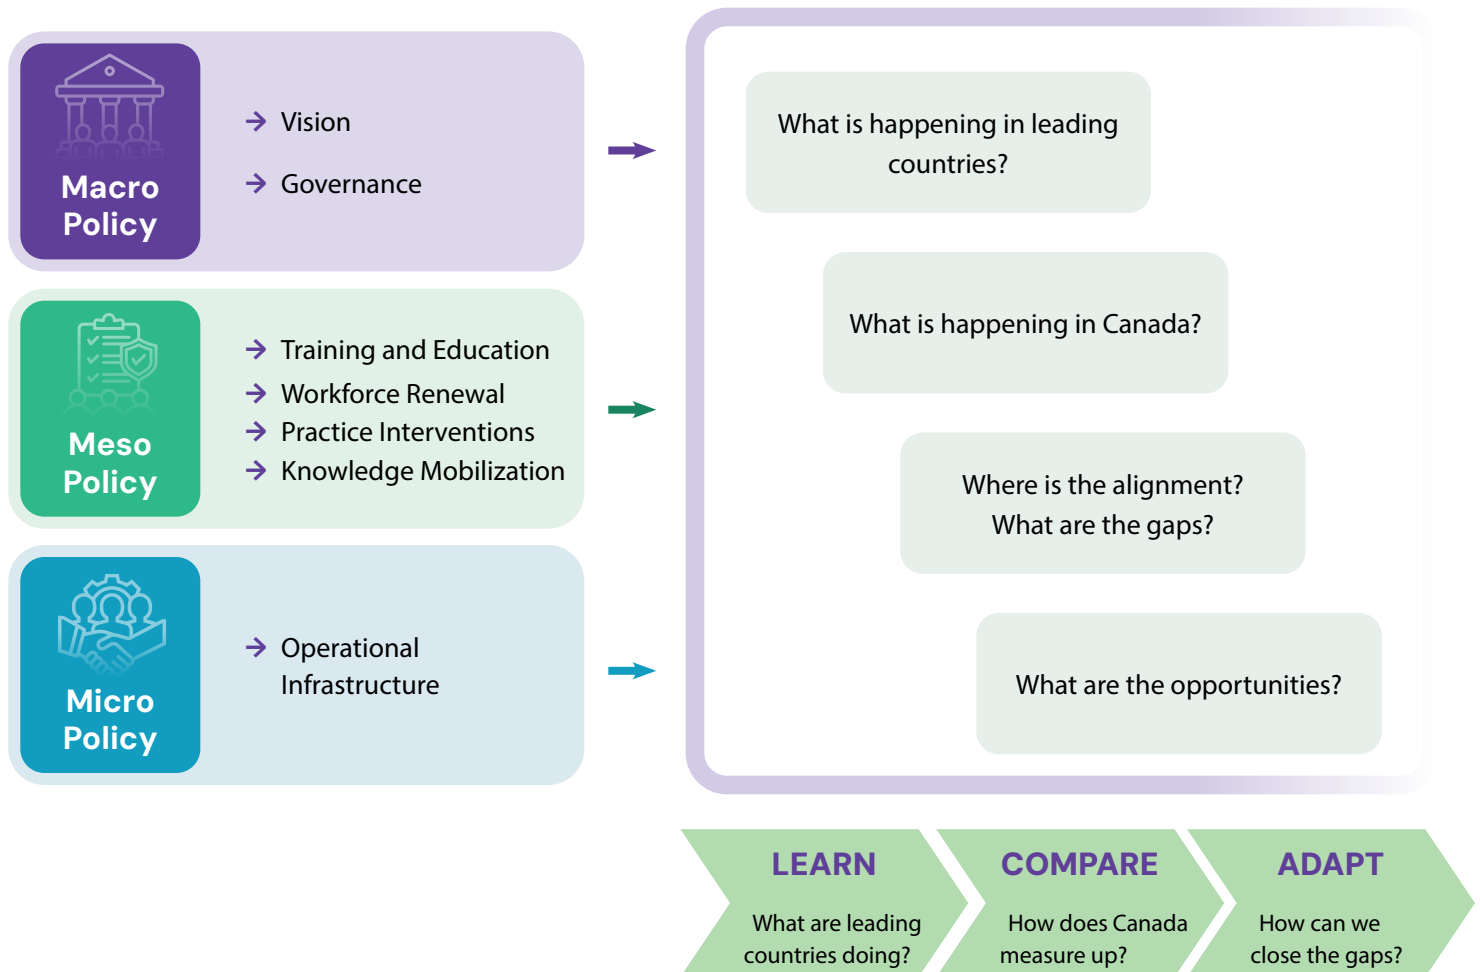 Macro
Policy
Vision
Governance
Meso
Policy
Training and Education
Workforce Renewal
Practice Interventions
Knowledge Mobilization
Micro
Policy
Operational
Infrastructure
What is happening in leading
countries?
What is happening in Canada?
Where is the alignment?
What are the gaps?
What are the opportunities?
LEARN
What are leading
countries doing?
COMPARE
How does Canada
measure up?
ADAPT
How can we
close the gaps?